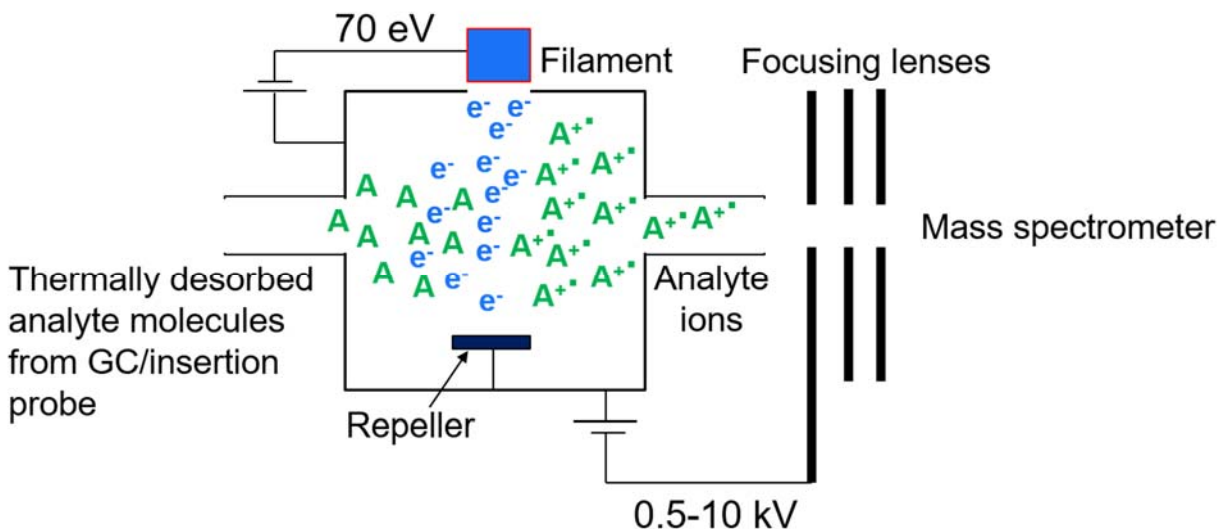 70 eV
Filament
Focusing lenses
e⁻ e⁻
e⁻ e⁻
A⁺•
e⁻ e⁻ A⁺• A⁺•
A A A e⁻ e⁻ A⁺• A⁺•
A e⁻ e⁻ A⁺• A⁺• A⁺•
A A A e⁻ A⁺• A⁺•
A e⁻ e⁻ A⁺•
A e⁻ A⁺•
Mass spectrometer
Thermally desorbed
analyte molecules
from GC/insertion
probe
Analyte
ions
Repeller
0.5-10 kV